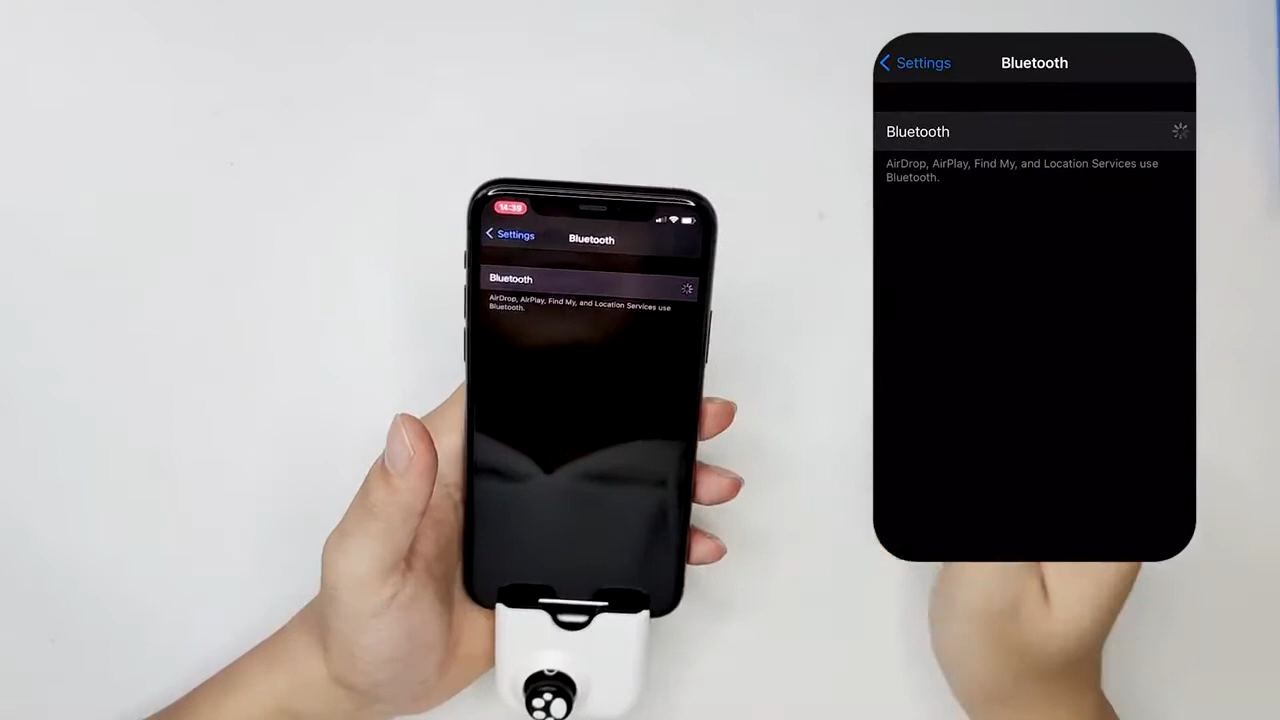 14:39
Settings
Bluetooth
Bluetooth
AirDrop, AirPlay, Find My, and Location Services use
Bluetooth.
Settings
Bluetooth
Bluetooth
AirDrop, AirPlay, Find My, and Location Services use
Bluetooth.